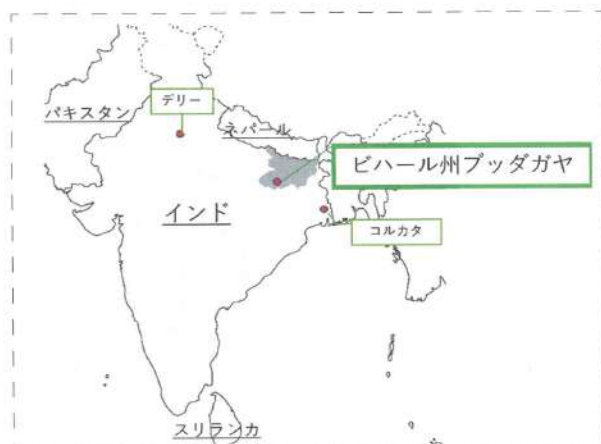 デリー
パキスタン
ネパール
ビハール州ブッダガヤ
インド
コルカタ
スリランカ